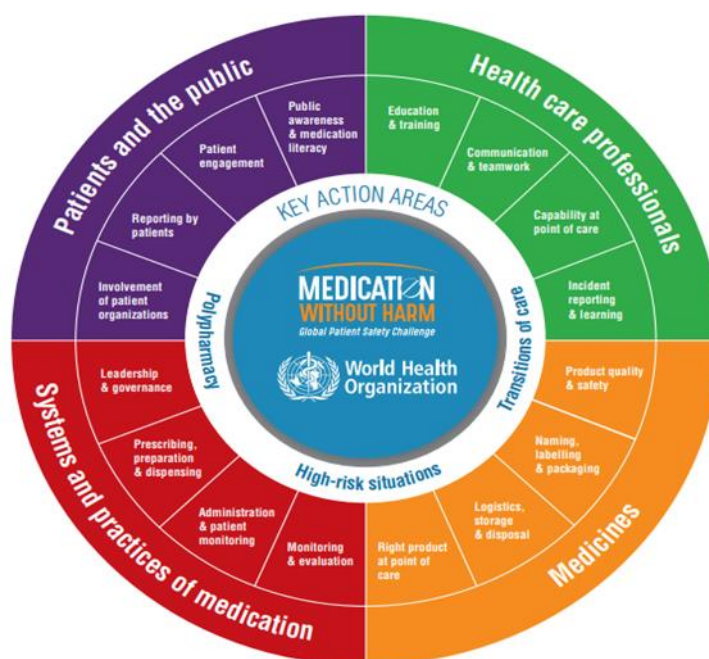 Patients and the public
Public
awareness
& medication
literacy
Patient
engagement
Reporting by
patients
Involvement
of patient
organizations
Health care professionals
Education
& training
Communication
& teamwork
Capability at
point of care
Incident
reporting
& learning
KEY ACTION AREAS
Polypharmacy
Transitions of care
High-risk situations
MEDICATION
WITHOUT HARM
Global Patient Safety Challenge
World Health
Organization
Systems and practices of medication
Leadership
& governance
Prescribing,
preparation
& dispensing
Administration
& patient
monitoring
Monitoring
& evaluation
Medicines
Product quality
& safety
Naming,
labelling
& packaging
Logistics,
storage
& disposal
Right product
at point of
care